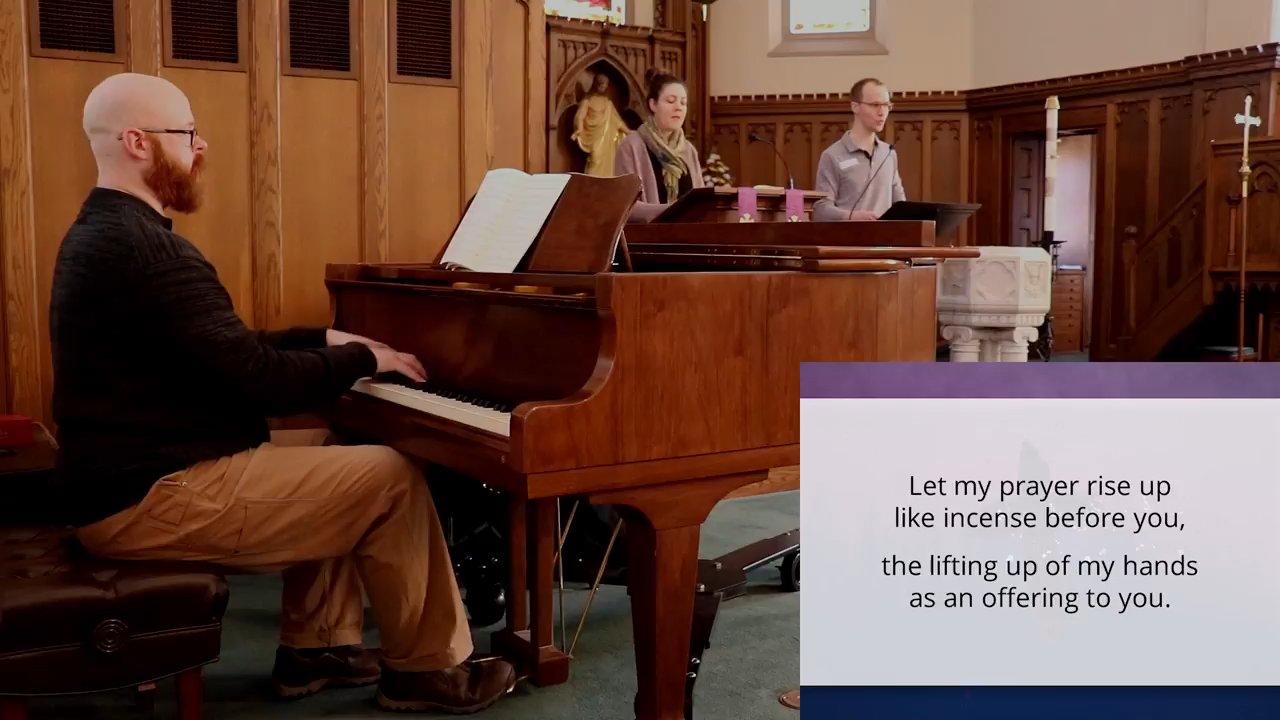 Let my prayer rise up
like incense before you,
the lifting up of my hands
as an offering to you.